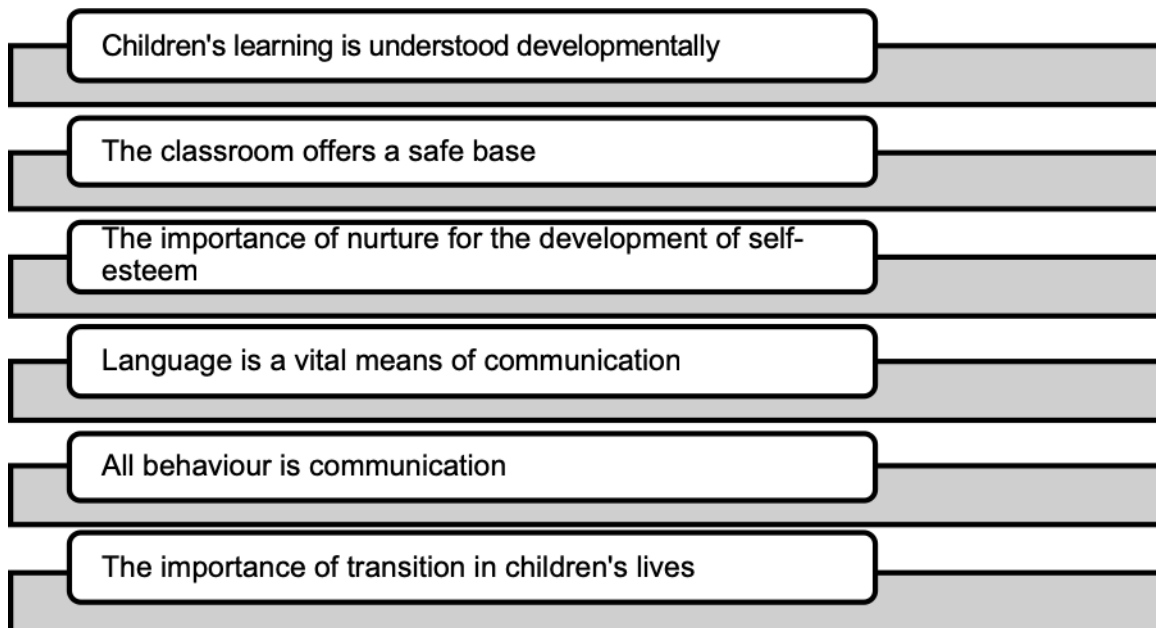 Children's learning is understood developmentally
The classroom offers a safe base
The importance of nurture for the development of self-
esteem
Language is a vital means of communication
All behaviour is communication
The importance of transition in children's lives